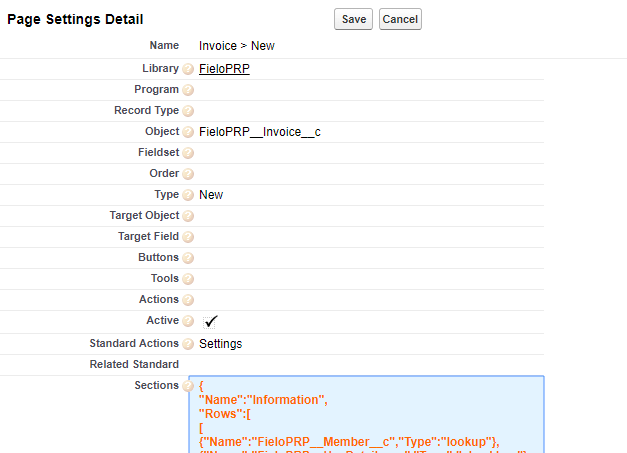 Page Settings Detail
Save
Cancel
Name Invoice > New
Library ? FieloPRP
Program ?
Record Type ?
Object ? FieloPRP__Invoice__c
Fieldset ?
Order ?
Type ? New
Target Object ?
Target Field ?
Buttons ?
Tools ?
Actions ?
Active ?
Standard Actions ? Settings
Related Standard
Sections ? {
"Name":"Information",
"Rows":[
[
{"Name":"FieloPRP__Member__c","Type":"lookup"},